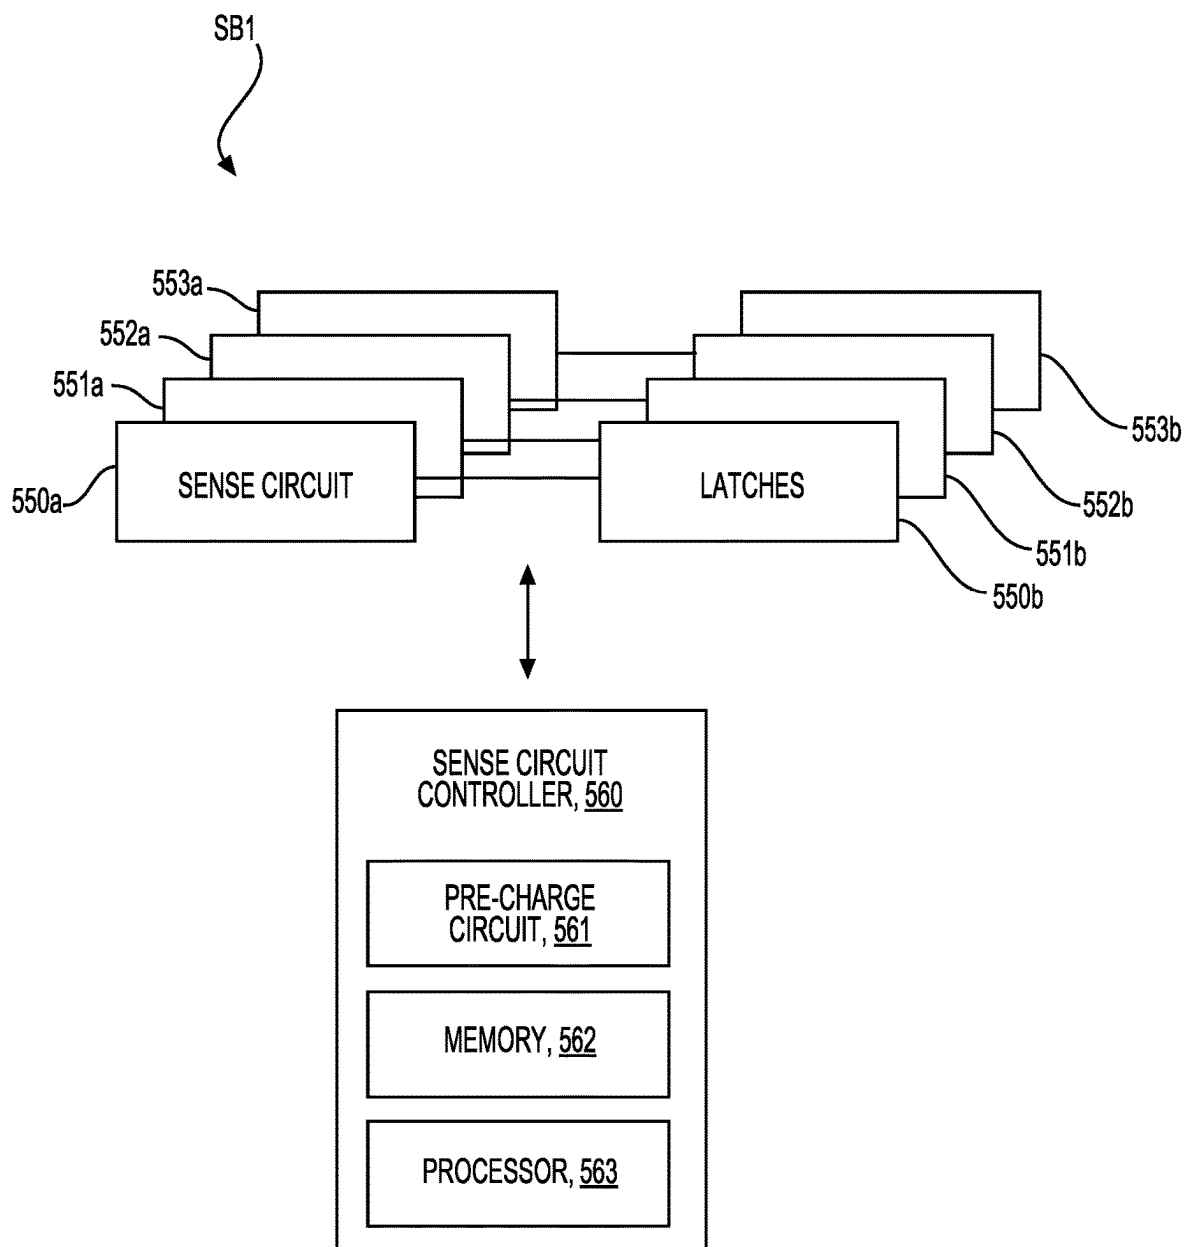 SB1
553a
552a
551a
550a
SENSE CIRCUIT
LATCHES
553b
552b
551b
550b
SENSE CIRCUIT
CONTROLLER, 560
PRE-CHARGE
CIRCUIT, 561
MEMORY, 562
PROCESSOR, 563